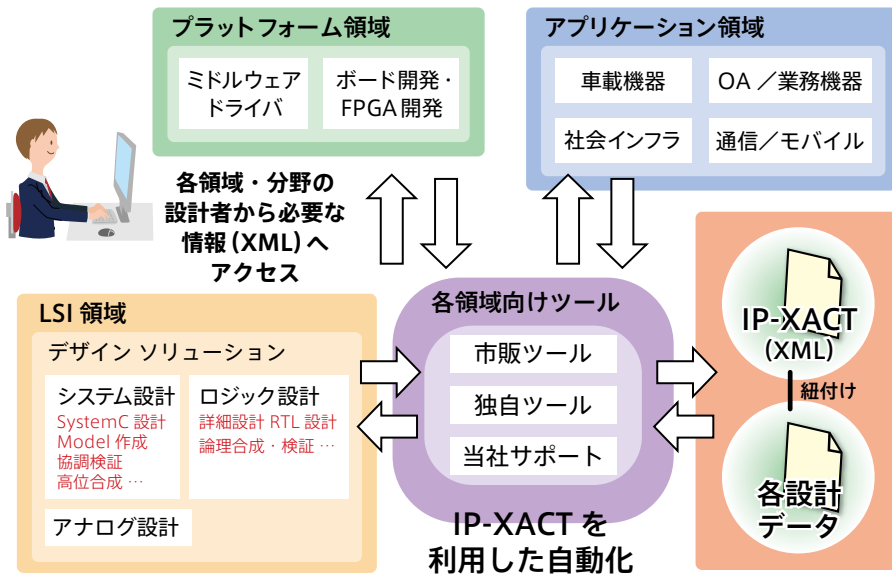 プラットフォーム領域
ミドルウェア
ドライバ
ボード開発・
FPGA開発
アプリケーション領域
車載機器
OA／業務機器
社会インフラ
通信／モバイル
各領域・分野の
設計者から必要な
情報(XML)へ
アクセス
LSI 領域
デザイン ソリューション
システム設計
SystemC 設計
Model 作成
協調検証
高位合成 …
ロジック設計
詳細設計 RTL 設計
論理合成・検証 …
アナログ設計
各領域向けツール
市販ツール
独自ツール
当社サポート
IP-XACT を
利用した自動化
IP-XACT
(XML)
紐付け
各設計
データ